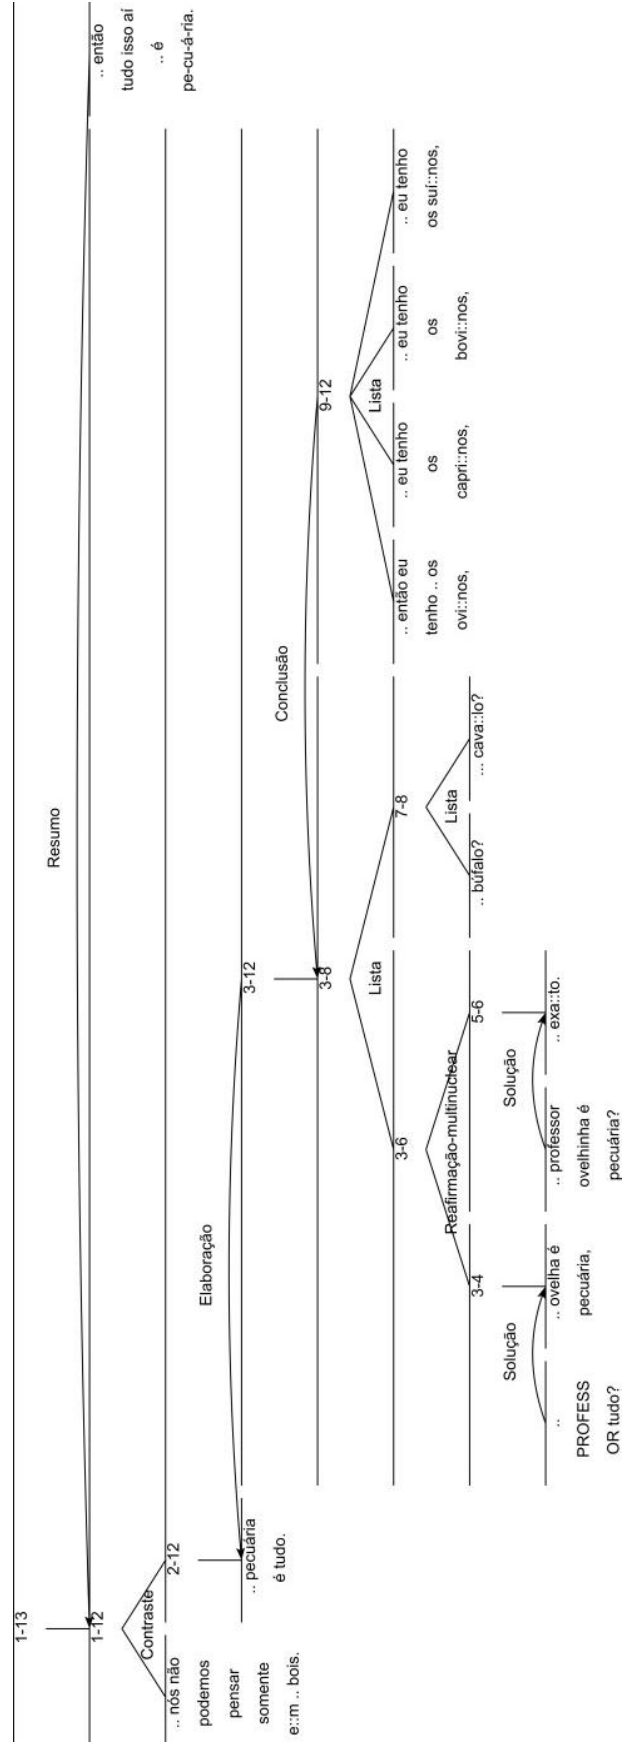 1-13
Resumo
1-12
.. então
tudo isso aí
.. é
pe-cu-á-ria.
Contraste
.. nós não
podemos
pensar
somente
e::m .. bois.
2-12
Elaboração
.. pecuária
é tudo.
3-12
Conclusão
3-8
9-12
Lista
3-6
7-8
Lista
.. então eu
tenho .. os
ovi::nos,
.. eu tenho
os
capri::nos,
.. eu tenho
os
bovi::nos,
.. eu tenho
os suí::nos,
Reafirmação-multinuclear
3-4
5-6
Lista
.. búfalo?
... cava::lo?
Solução
..
PROFESS
OR tudo?
.. ovelha é
pecuária,
Solução
.. professor
ovelhinha é
pecuária?
.. exa::to.